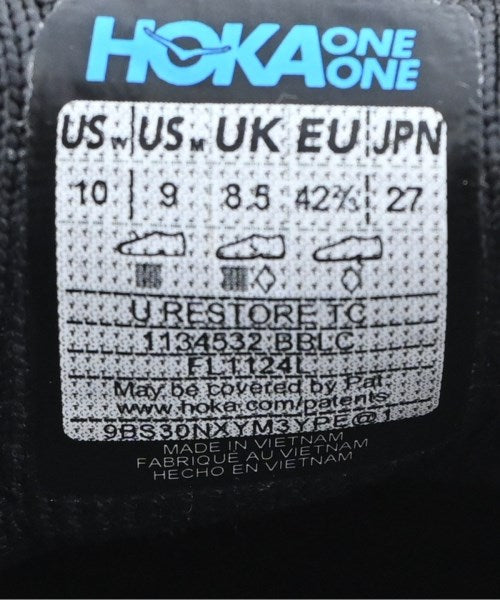 HOKA ONE ONE
US W US M UK EU JPN
10 9 8.5 42⅔ 27
U RESTORE TC
1134532 BBLC
FL1124L
May be covered by Pat.
www.hoka.com/patents
9BS30NXYM3YPE@1
MADE IN VIETNAM
FABRIQUE AU VIETNAM
HECHO EN VIETNAM